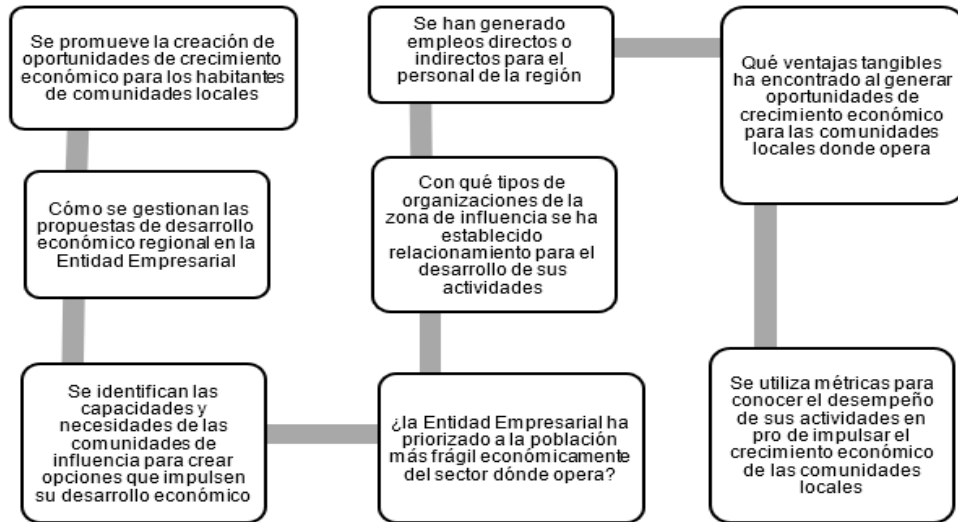 Se promueve la creación de
oportunidades de crecimiento
económico para los habitantes
de comunidades locales
Cómo se gestionan las
propuestas de desarrollo
económico regional en la
Entidad Empresarial
Se identifican las
capacidades y
necesidades de las
comunidades de
influencia para crear
opciones que impulsen
su desarrollo económico
¿la Entidad Empresarial ha
priorizado a la población
más frágil económicamente
del sector dónde opera?
Con qué tipos de
organizaciones de la
zona de influencia se ha
establecido
relacionamiento para el
desarrollo de sus
actividades
Se han generado
empleos directos o
indirectos para el
personal de la región
Qué ventajas tangibles
ha encontrado al generar
oportunidades de
crecimiento económico
para las comunidades
locales donde opera
Se utiliza métricas para
conocer el desempeño
de sus actividades en
pro de impulsar el
crecimiento económico
de las comunidades
locales